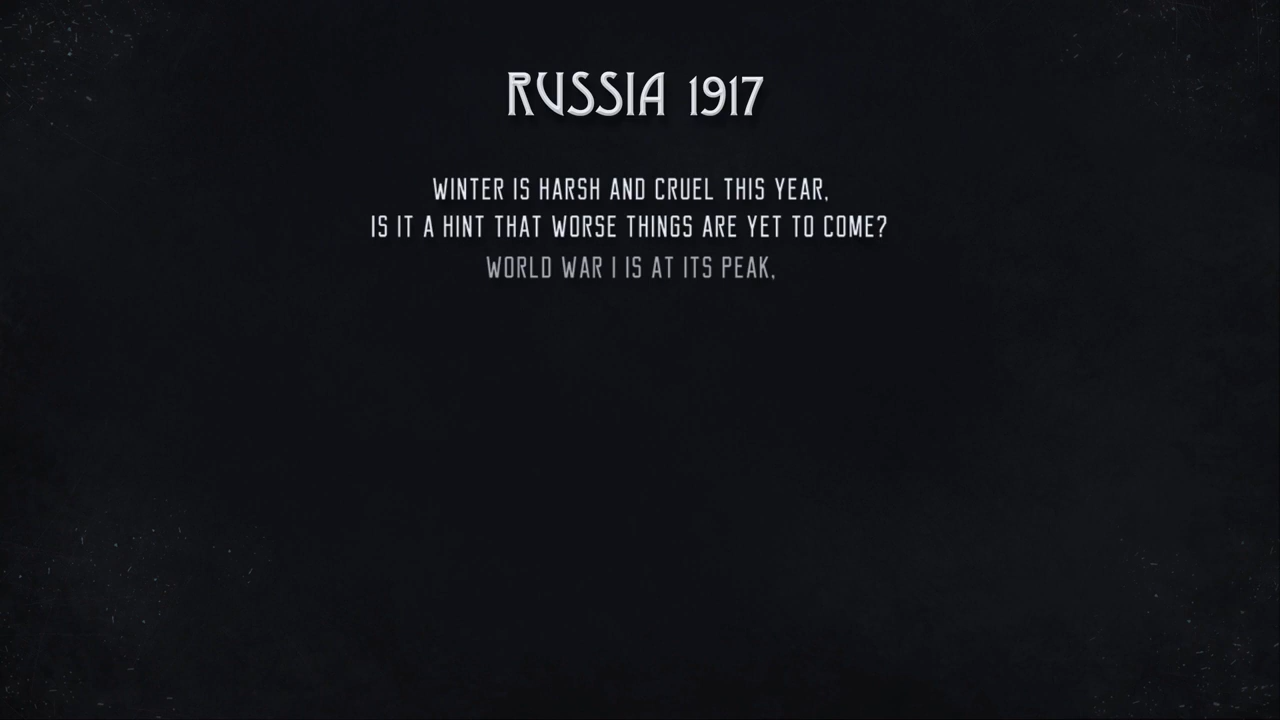 RUSSIA 1917
WINTER IS HARSH AND CRUEL THIS YEAR,
IS IT A HINT THAT WORSE THINGS ARE YET TO COME?
WORLD WAR I IS AT ITS PEAK,